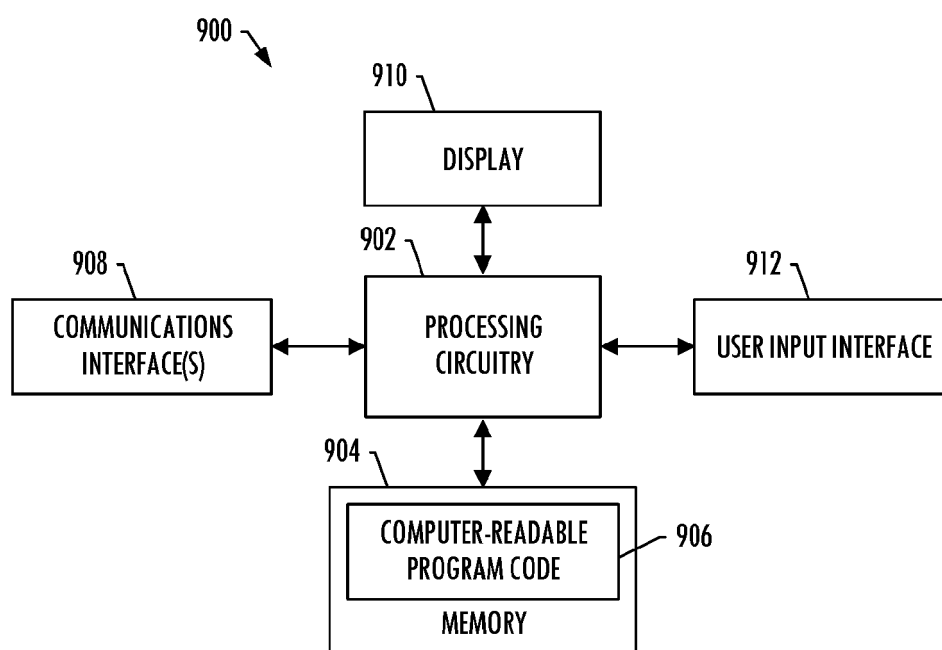 900
910
DISPLAY
902
908
912
COMMUNICATIONS
INTERFACE(S)
PROCESSING
CIRCUITRY
USER INPUT INTERFACE
904
COMPUTER-READABLE
PROGRAM CODE
906
MEMORY